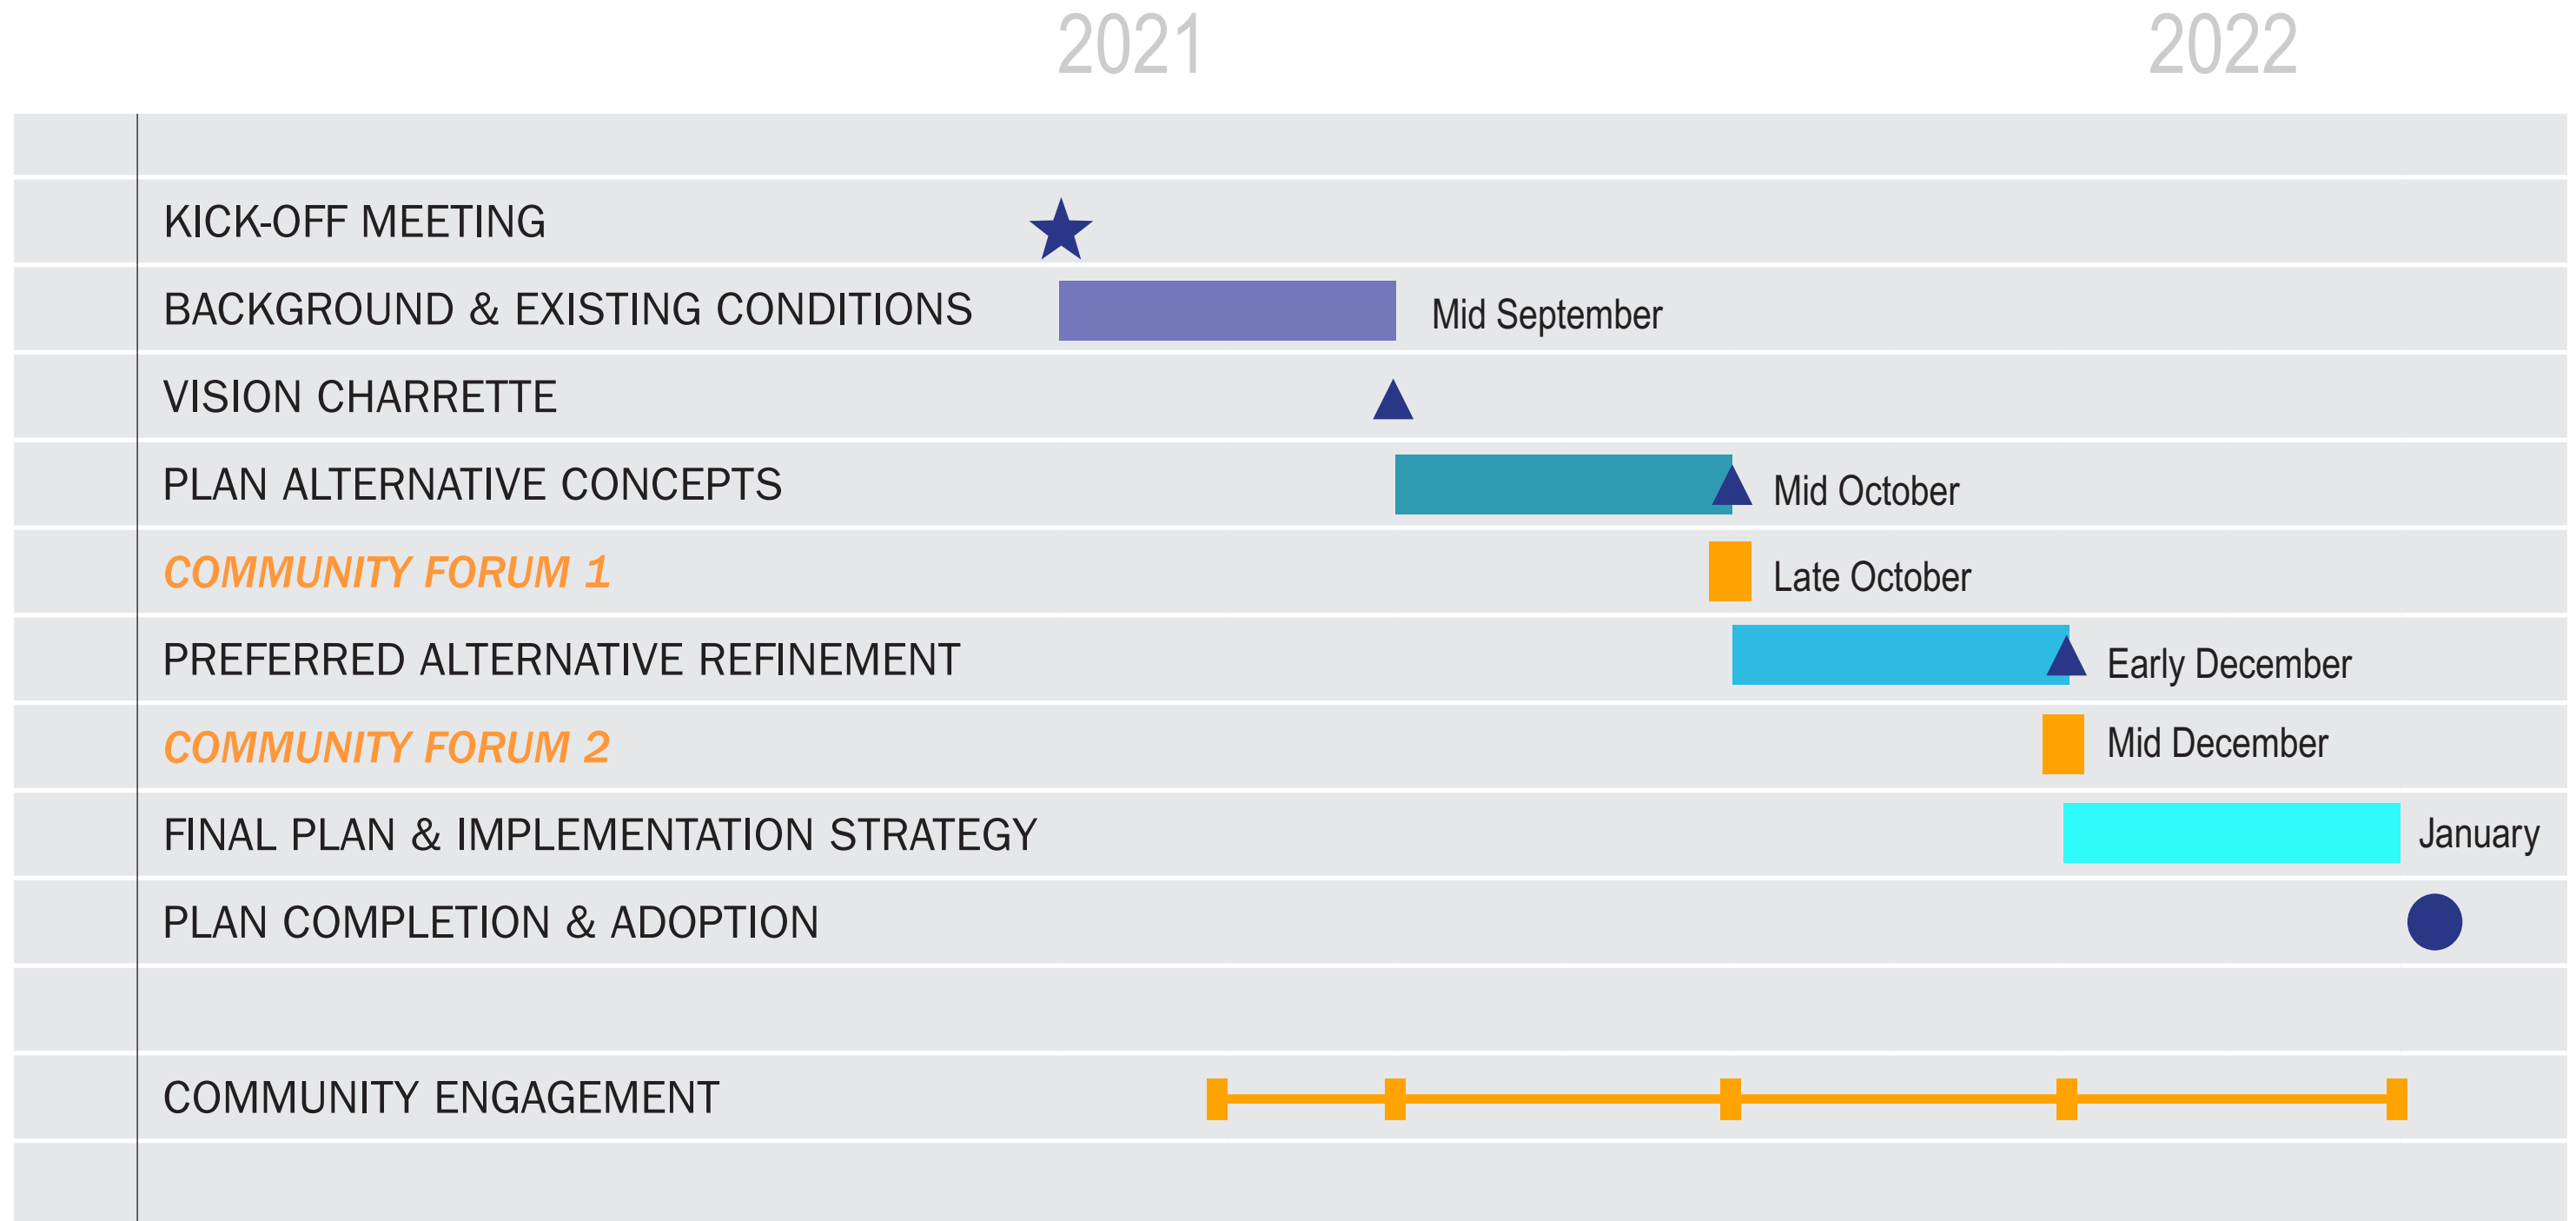 2021 2022
KICK-OFF MEETING
BACKGROUND & EXISTING CONDITIONS Mid September
VISION CHARRETTE
PLAN ALTERNATIVE CONCEPTS Mid October
COMMUNITY FORUM 1 Late October
PREFERRED ALTERNATIVE REFINEMENT Early December
COMMUNITY FORUM 2 Mid December
FINAL PLAN & IMPLEMENTATION STRATEGY January
PLAN COMPLETION & ADOPTION
COMMUNITY ENGAGEMENT